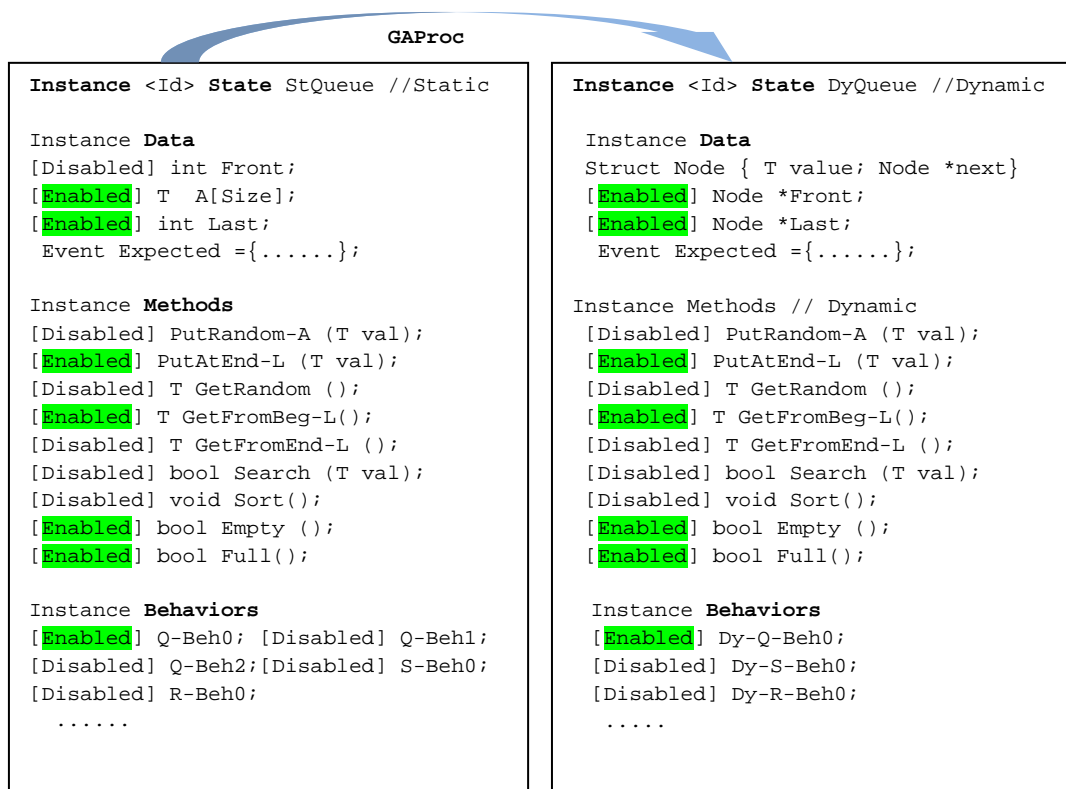 GAProc
Instance <Id> State StQueue //Static
Instance Data
[Disabled] int Front;
[Enabled] T  A[Size];
[Enabled] int Last;
Event Expected ={......};
Instance Methods
[Disabled] PutRandom-A (T val);
[Enabled] PutAtEnd-L (T val);
[Disabled] T GetRandom ();
[Enabled] T GetFromBeg-L();
[Disabled] T GetFromEnd-L ();
[Disabled] bool Search (T val);
[Disabled] void Sort();
[Enabled] bool Empty ();
[Enabled] bool Full();
Instance Behaviors
[Enabled] Q-Beh0; [Disabled] Q-Beh1;
[Disabled] Q-Beh2;[Disabled] S-Beh0;
[Disabled] R-Beh0;
......
Instance <Id> State DyQueue //Dynamic
Instance Data
Struct Node { T value; Node *next}
[Enabled] Node *Front;
[Enabled] Node *Last;
Event Expected ={......};
Instance Methods // Dynamic
[Disabled] PutRandom-A (T val);
[Enabled] PutAtEnd-L (T val);
[Disabled] T GetRandom ();
[Enabled] T GetFromBeg-L();
[Disabled] T GetFromEnd-L ();
[Disabled] bool Search (T val);
[Disabled] void Sort();
[Enabled] bool Empty ();
[Enabled] bool Full();
Instance Behaviors
[Enabled] Dy-Q-Beh0;
[Disabled] Dy-S-Beh0;
[Disabled] Dy-R-Beh0;
.....